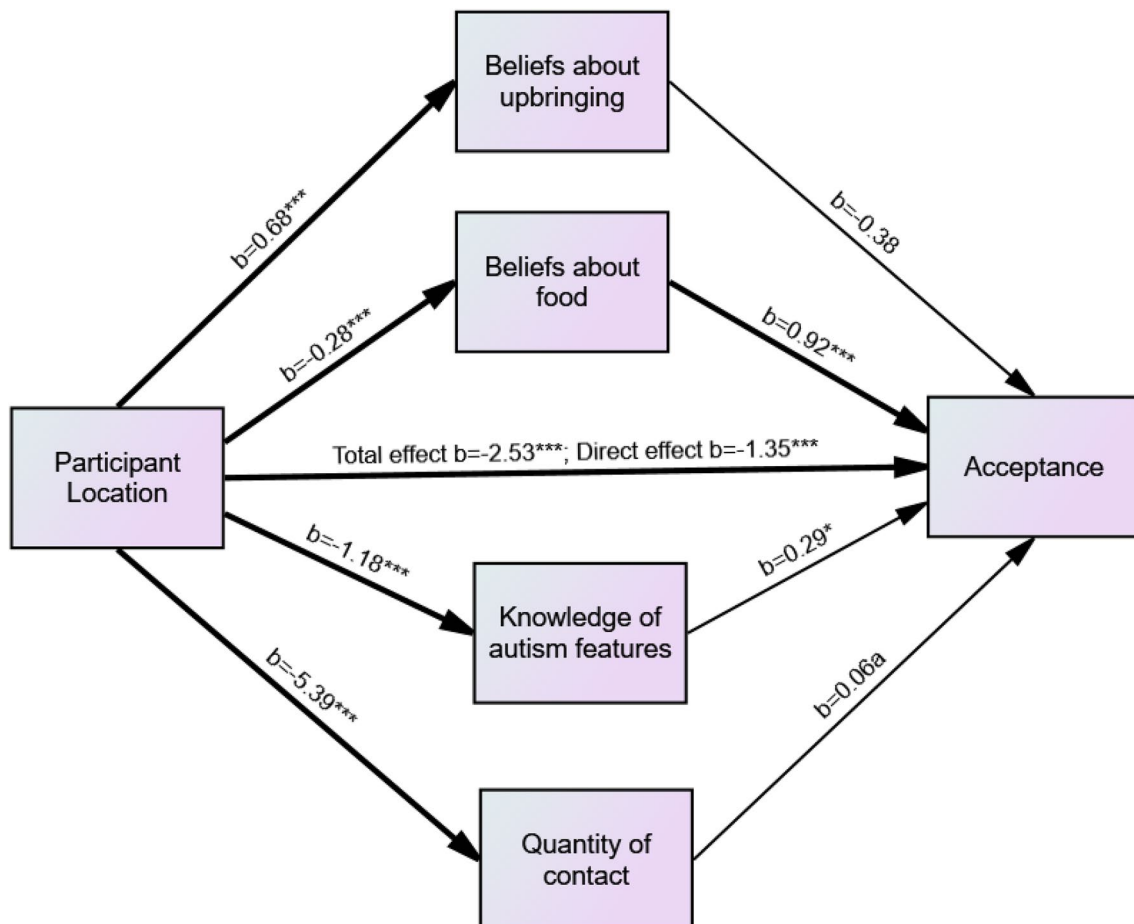 Beliefs about
upbringing
b=0.68***
b=-0.38
Beliefs about
food
b=-0.28***
b=0.92***
Participant
Location
Total effect b=-2.53***; Direct effect b=-1.35***
Acceptance
b=-1.18***
b=0.29*
Knowledge of
autism features
b=-5.39***
b=0.06a
Quantity of
contact